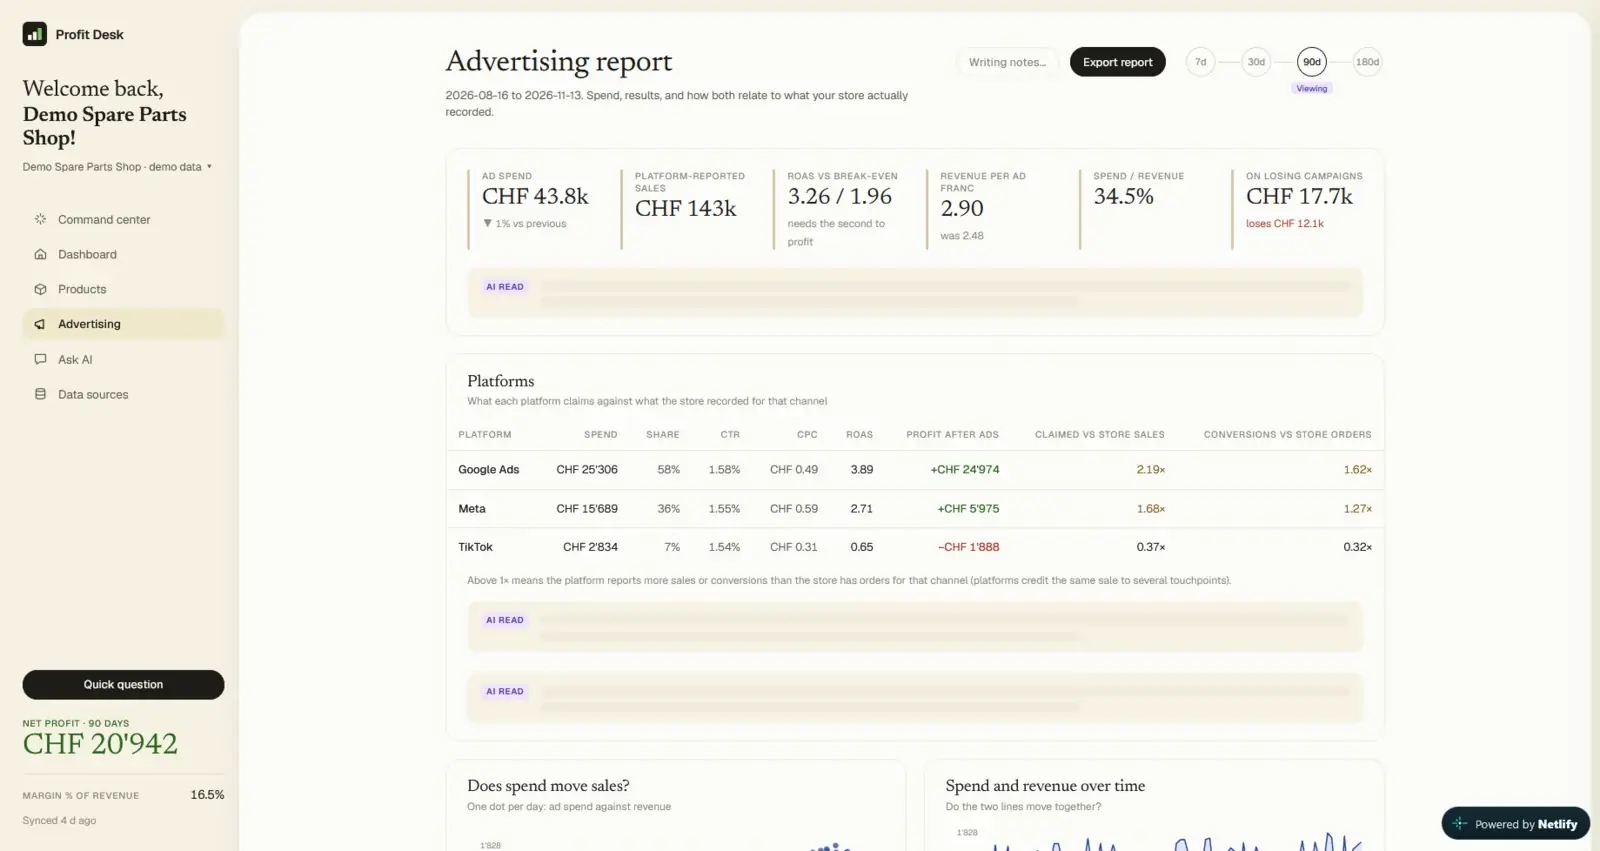 Profit Desk
Welcome back,
Demo Spare Parts
Shop!
Demo Spare Parts Shop · demo data ▾
Command center
Dashboard
Products
Advertising
Ask AI
Data sources
Quick question
NET PROFIT · 90 DAYS
CHF 20'942
MARGIN % OF REVENUE 16.5%
Synced 4 d ago
Advertising report
Writing notes...
Export report
7d 30d 90d 180d
Viewing
2026-08-16 to 2026-11-13. Spend, results, and how both relate to what your store actually
recorded.
AD SPEND
CHF 43.8k
▼ 1% vs previous
PLATFORM-REPORTED
SALES
CHF 143k
ROAS VS BREAK-EVEN
3.26 / 1.96
needs the second to
profit
REVENUE PER AD
FRANC
2.90
was 2.48
SPEND / REVENUE
34.5%
ON LOSING CAMPAIGNS
CHF 17.7k
loses CHF 12.1k
AI READ
Platforms
What each platform claims against what the store recorded for that channel
PLATFORM SPEND SHARE CTR CPC ROAS PROFIT AFTER ADS CLAIMED VS STORE SALES CONVERSIONS VS STORE ORDERS
Google Ads CHF 25'306 58% 1.58% CHF 0.49 3.89 +CHF 24'974 2.19× 1.62×
Meta CHF 15'689 36% 1.55% CHF 0.59 2.71 +CHF 5'975 1.68× 1.27×
TikTok CHF 2'834 7% 1.54% CHF 0.31 0.65 −CHF 1'888 0.37× 0.32×
Above 1× means the platform reports more sales or conversions than the store has orders for that channel (platforms credit the same sale to several touchpoints).
AI READ
AI READ
Does spend move sales?
One dot per day: ad spend against revenue
1'828
Spend and revenue over time
Do the two lines move together?
1'828
Powered by Netlify